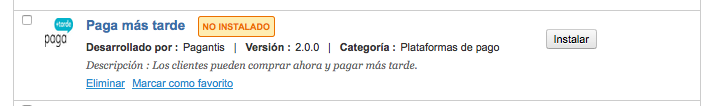 +tarde
paga
Paga más tarde NO INSTALADO
Desarrollado por : Pagantis | Versión : 2.0.0 | Categoría : Plataformas de pago
Descripción : Los clientes pueden comprar ahora y pagar más tarde.
Eliminar Marcar como favorito
Instalar